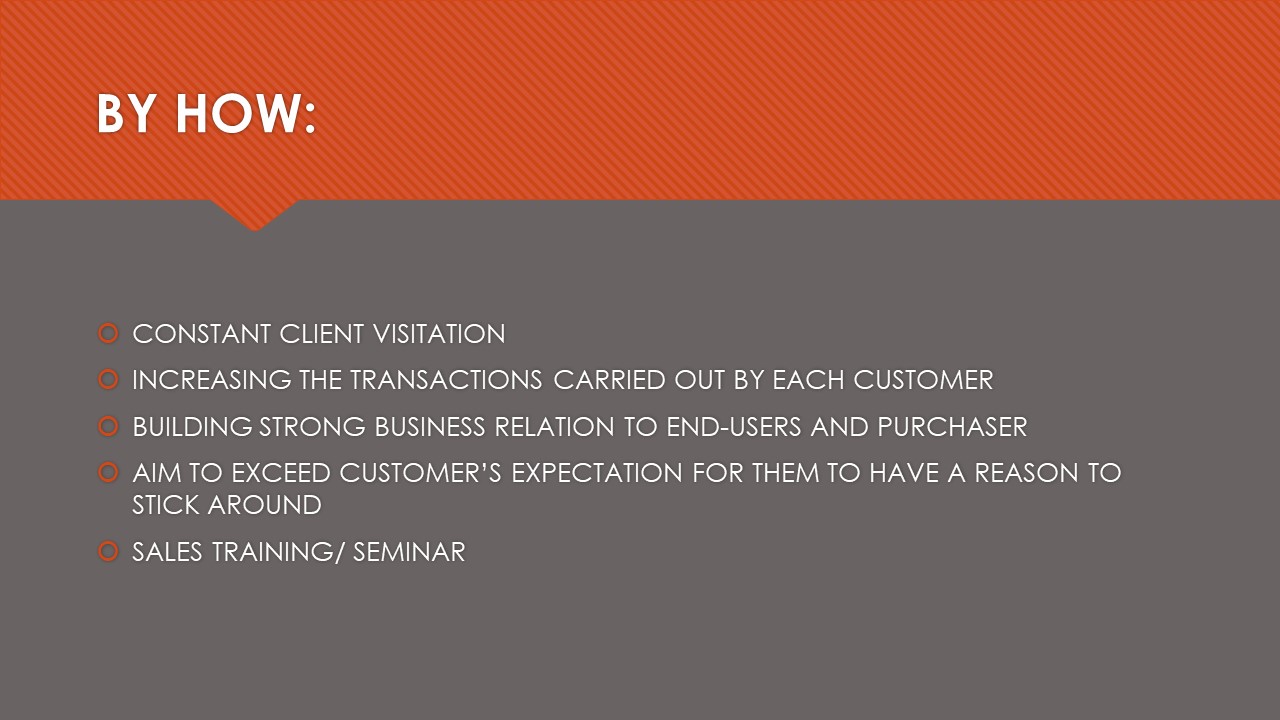 BY HOW:
CONSTANT CLIENT VISITATION
INCREASING THE TRANSACTIONS CARRIED OUT BY EACH CUSTOMER
BUILDING STRONG BUSINESS RELATION TO END-USERS AND PURCHASER
AIM TO EXCEED CUSTOMER’S EXPECTATION FOR THEM TO HAVE A REASON TO
STICK AROUND
SALES TRAINING/ SEMINAR